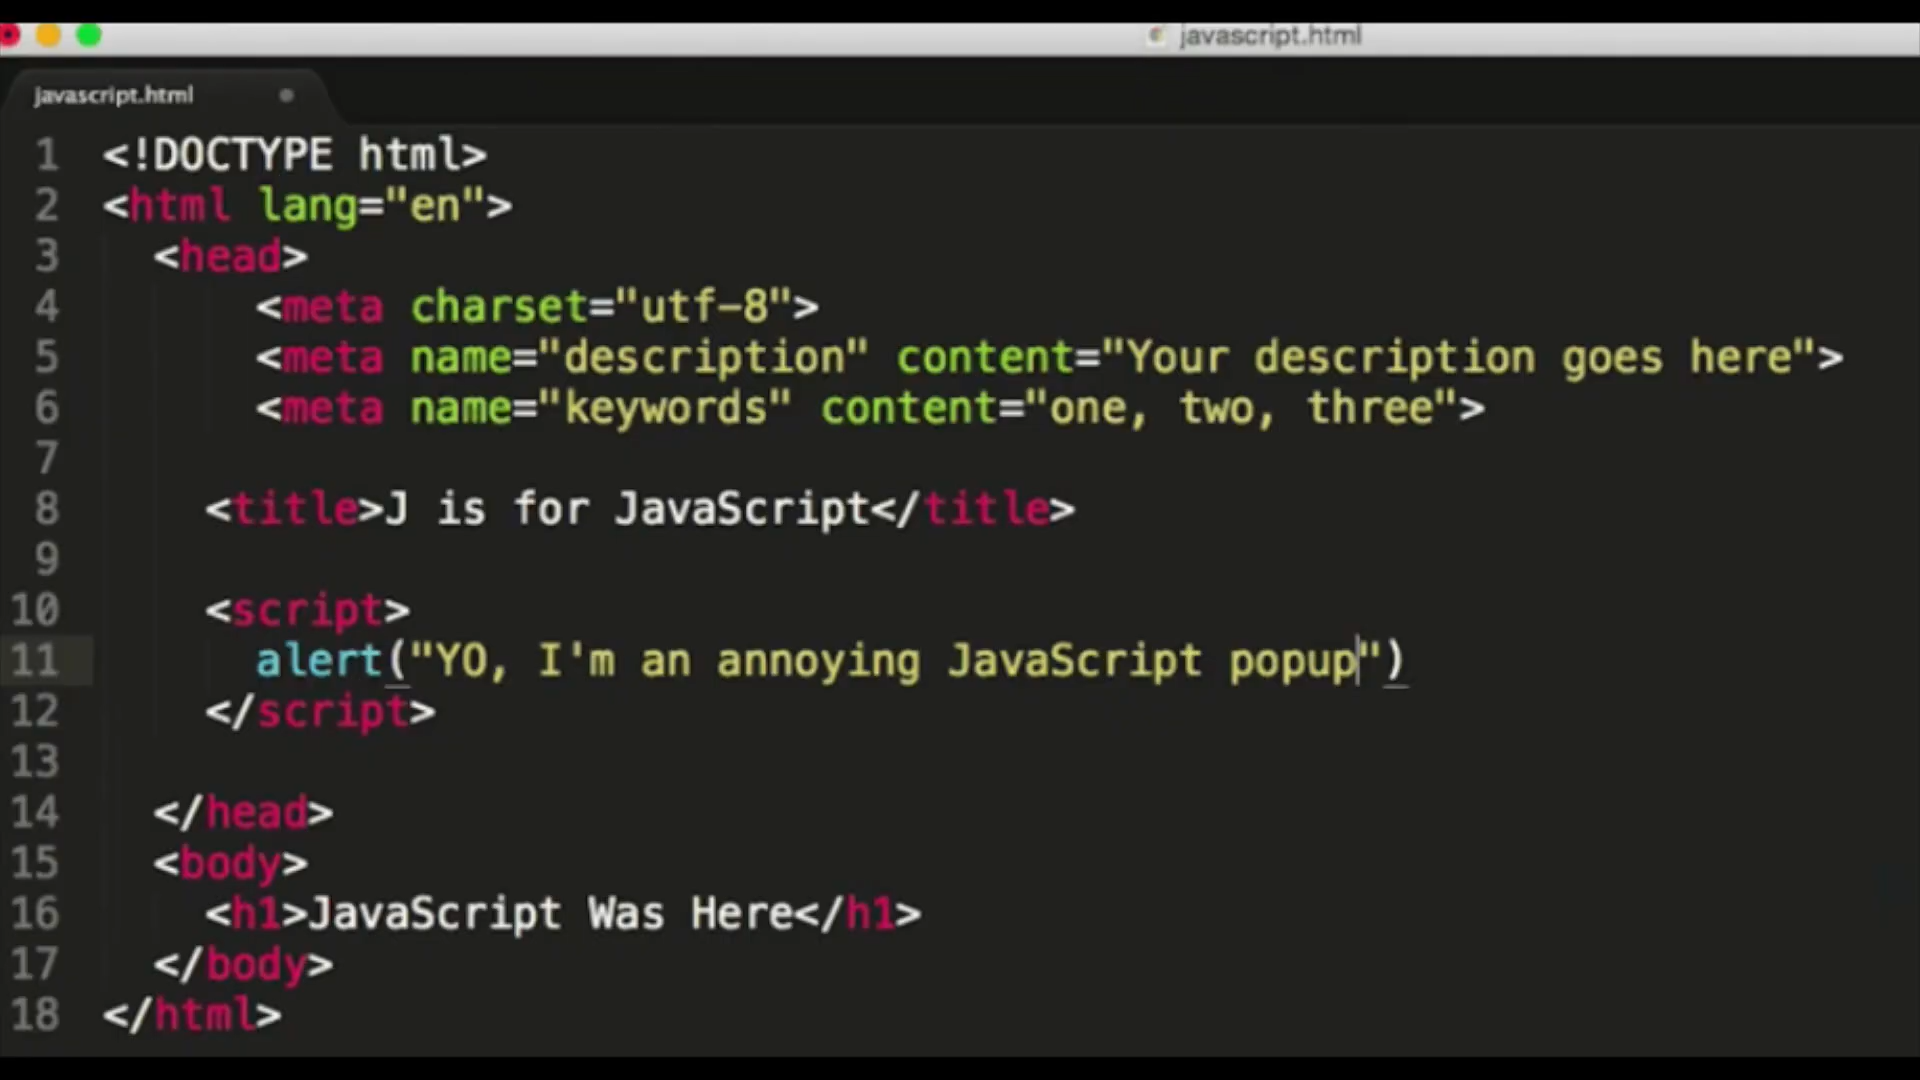 javascript.html
javascript.html
1 <!DOCTYPE html>
2 <html lang="en">
3   <head>
4       <meta charset="utf-8">
5       <meta name="description" content="Your description goes here">
6       <meta name="keywords" content="one, two, three">
7
8     <title>J is for JavaScript</title>
9
10     <script>
11       alert("YO, I'm an annoying JavaScript popup")
12     </script>
13
14   </head>
15   <body>
16     <h1>JavaScript Was Here</h1>
17   </body>
18 </html>